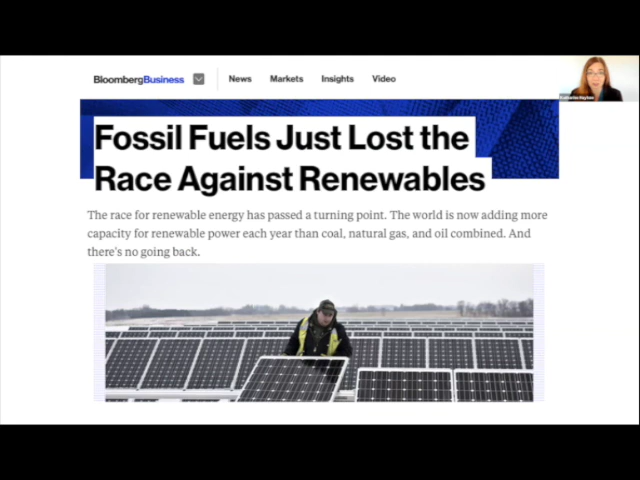 BloombergBusiness
News
Markets
Insights
Video
Fossil Fuels Just Lost the
Race Against Renewables
The race for renewable energy has passed a turning point. The world is now adding more
capacity for renewable power each year than coal, natural gas, and oil combined. And
there's no going back.